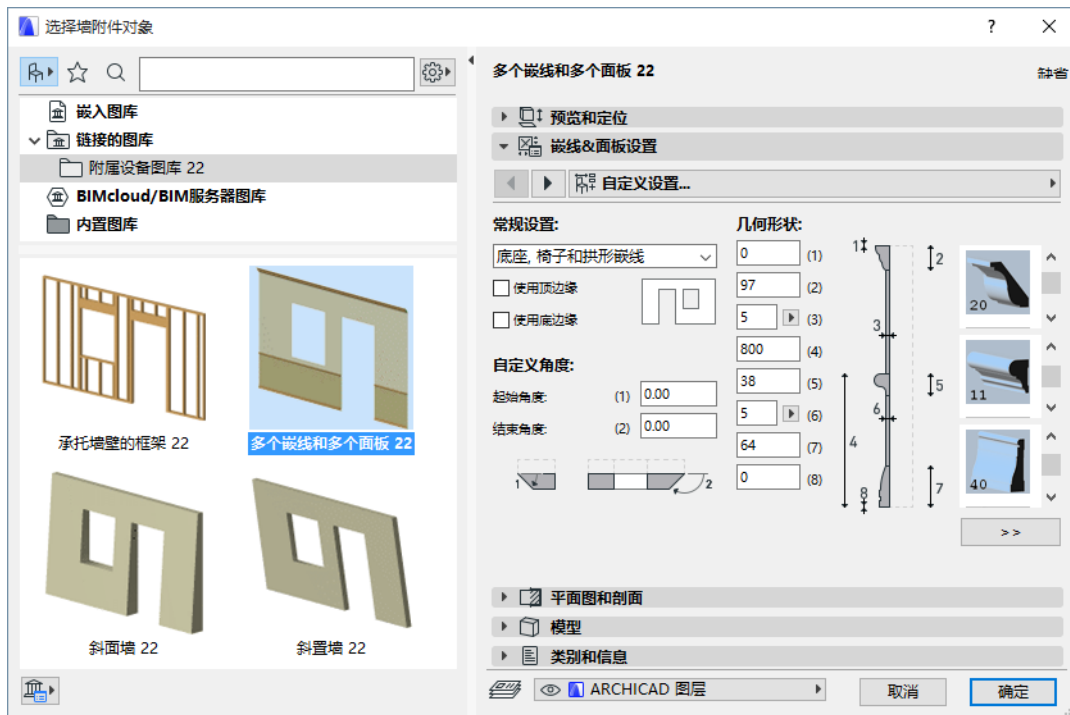 选择墙附件对象
?
嵌入图库
链接的图库
附属设备图库 22
BIMcloud/BIM服务器图库
内置图库
承托墙壁的框架 22
多个嵌线和多个面板 22
斜面墙 22
斜置墙 22
多个嵌线和多个面板 22
缺省
预览和定位
嵌线&面板设置
自定义设置...
常规设置:
底座, 椅子和拱形嵌线
使用顶边缘
使用底边缘
自定义角度:
起始角度: (1) 0.00
结束角度: (2) 0.00
1 2
几何形状:
0 (1)
97 (2)
5 (3)
800 (4)
38 (5)
5 (6)
64 (7)
0 (8)
1 2
3
5
6
4
7
8
20
11
40
>>
平面图和剖面
模型
类别和信息
ARCHICAD 图层
取消
确定